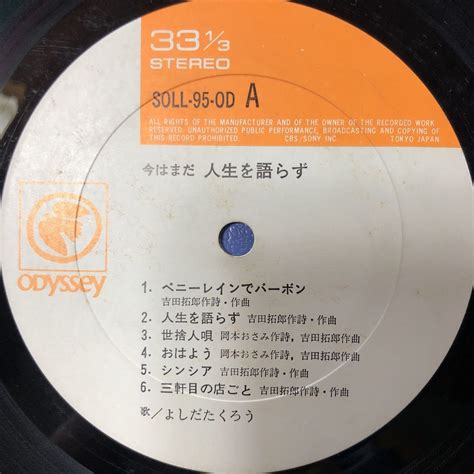 33 1/3
STEREO
SOLL-95-OD A
ALL RIGHTS OF THE MANUFACTURER AND OF THE OWNER OF THE RECORDED WORK
RESERVED. UNAUTHORIZED PUBLIC PERFORMANCE, BROADCASTING AND COPYING OF
THIS RECORD PROHIBITED. CBS/SONY INC TOKYO JAPAN
今はまだ 人生を語らず
ODYSSEY
1. ペニーレインでバーボン
吉田拓郎作詩・作曲
2. 人生を語らず 吉田拓郎作詩・作曲
3. 世捨人唄 岡本おさみ作詩, 吉田拓郎作曲
4. おはよう 岡本おさみ作詩, 吉田拓郎作曲
5. シンシア 吉田拓郎作詩・作曲
6. 三軒目の店ごと 吉田拓郎作詩・作曲
歌/よしだたくろう